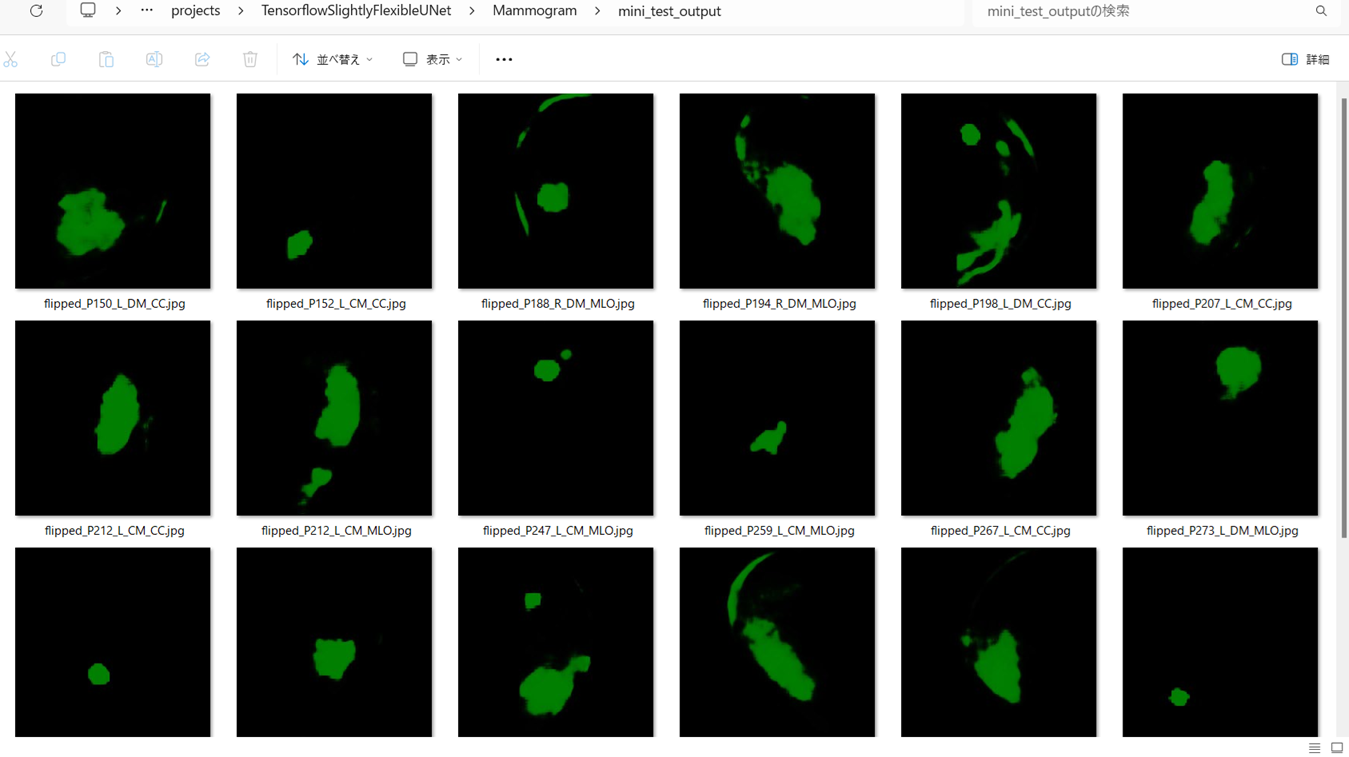 projects > TensorflowSlightlyFlexibleUNet > Mammogram > mini_test_output
mini_test_outputの検索
並べ替え 表示 詳細
flipped_P150_L_DM_CC.jpg
flipped_P152_L_CM_CC.jpg
flipped_P188_R_DM_MLO.jpg
flipped_P194_R_DM_MLO.jpg
flipped_P198_L_DM_CC.jpg
flipped_P207_L_CM_CC.jpg
flipped_P212_L_CM_CC.jpg
flipped_P212_L_CM_MLO.jpg
flipped_P247_L_CM_MLO.jpg
flipped_P259_L_CM_MLO.jpg
flipped_P267_L_CM_CC.jpg
flipped_P273_L_DM_MLO.jpg